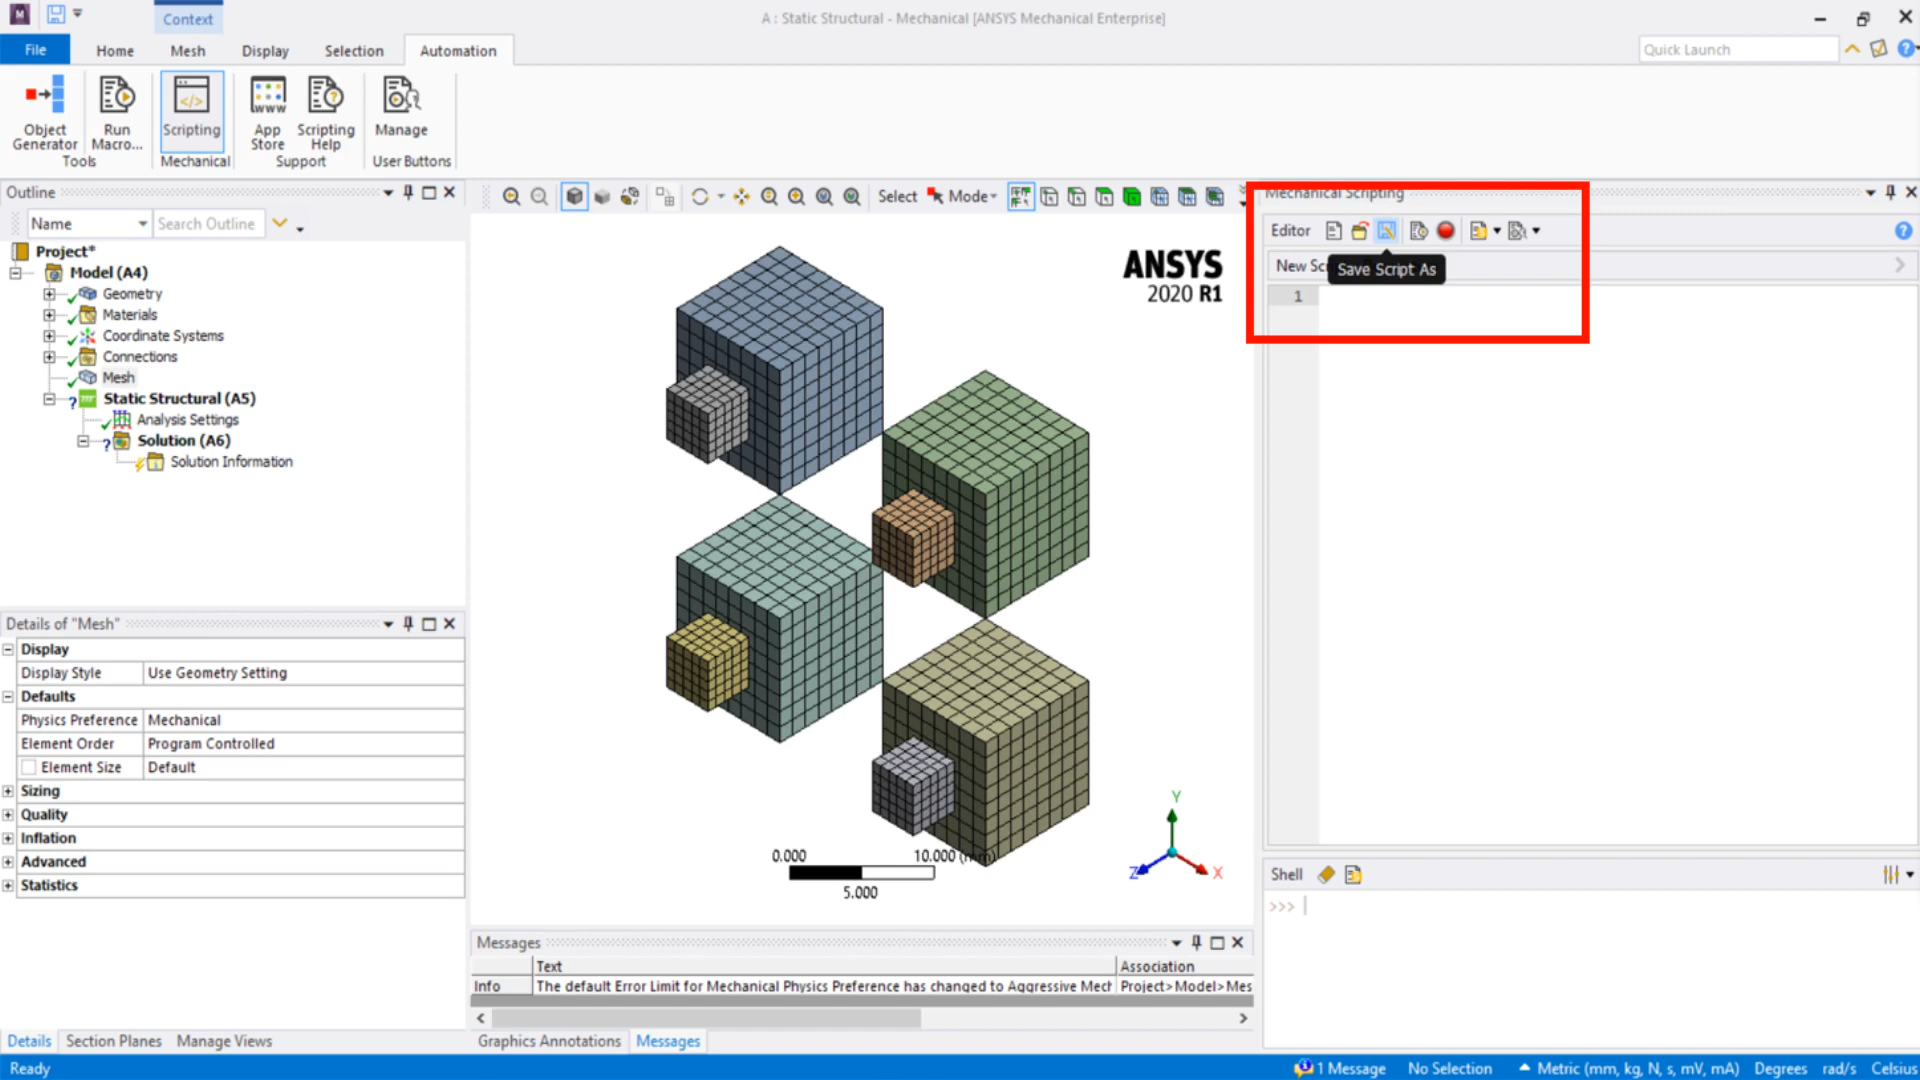 Context
A : Static Structural - Mechanical [ANSYS Mechanical Enterprise]
File Home Mesh Display Selection Automation
Quick Launch
Object Generator
Run Macro...
Scripting
App Store
Scripting Help
Manage
Tools Mechanical Support User Buttons
Outline
Name Search Outline
Project*
Model (A4)
Geometry
Materials
Coordinate Systems
Connections
Mesh
Static Structural (A5)
Analysis Settings
Solution (A6)
Solution Information
Details of "Mesh"
Display
Display Style Use Geometry Setting
Defaults
Physics Preference Mechanical
Element Order Program Controlled
Element Size Default
Sizing
Quality
Inflation
Advanced
Statistics
Details Section Planes Manage Views
Select Mode
ANSYS
2020 R1
0.000 10.000 (mm)
5.000
Y
Z X
Messages
Text Association
Info The default Error Limit for Mechanical Physics Preference has changed to Aggressive Mech Project>Model>Mes
Graphics Annotations Messages
Mechanical Scripting
Editor
New Sc
Save Script As
1
Shell
>>>
Ready
1 Message No Selection Metric (mm, kg, N, s, mV, mA) Degrees rad/s Celsius